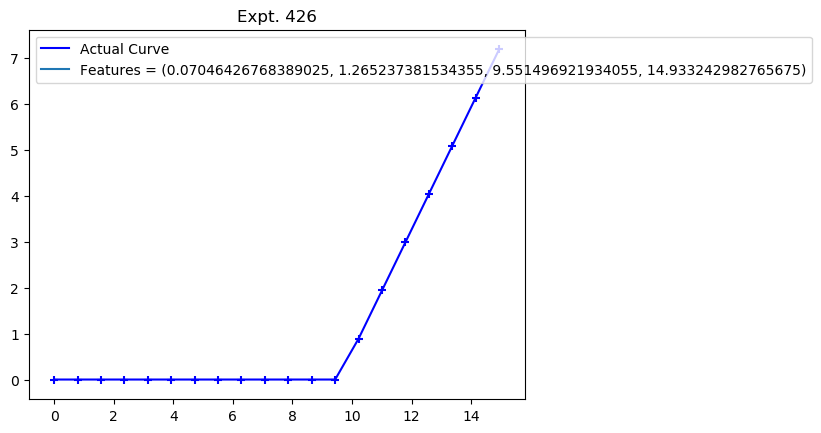 Expt. 426
Actual Curve
Features = (0.07046426768389025, 1.265237381534355, 9.551496921934055, 14.933242982765675)
7
6
5
4
3
2
1
0
0 2 4 6 8 10 12 14